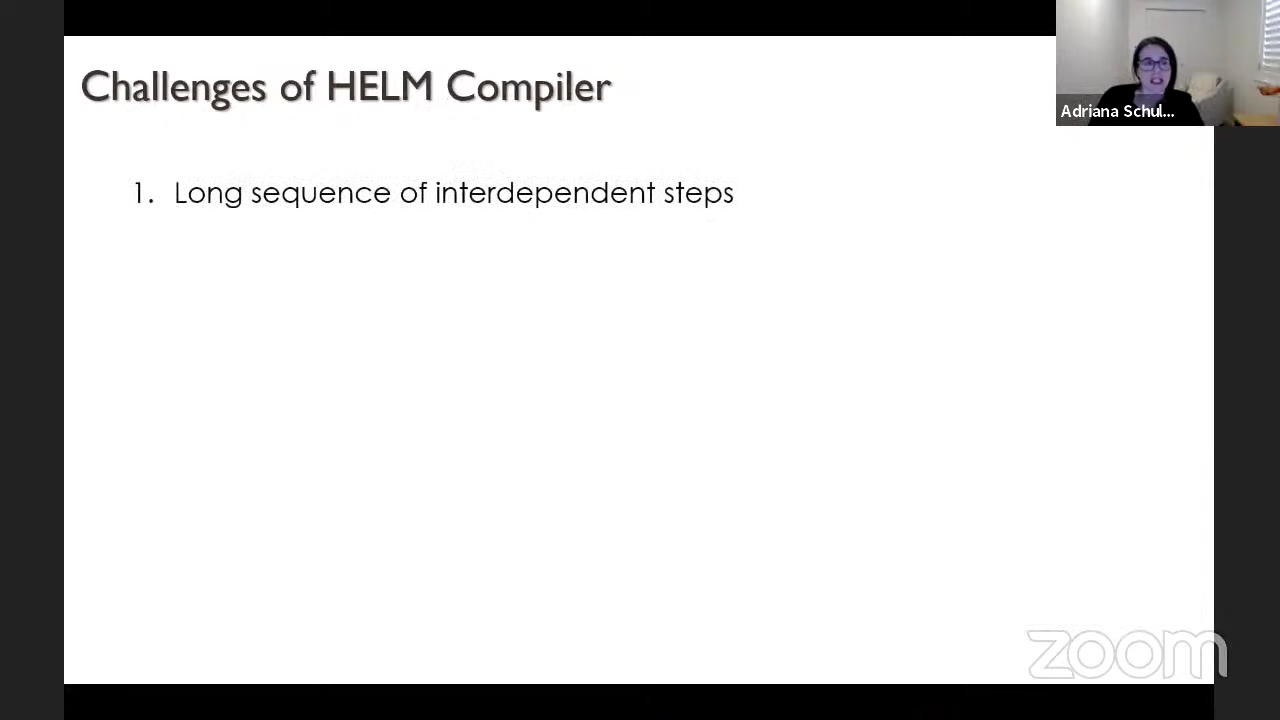 Challenges of HELM Compiler
Adriana Schul...
1. Long sequence of interdependent steps
zoom